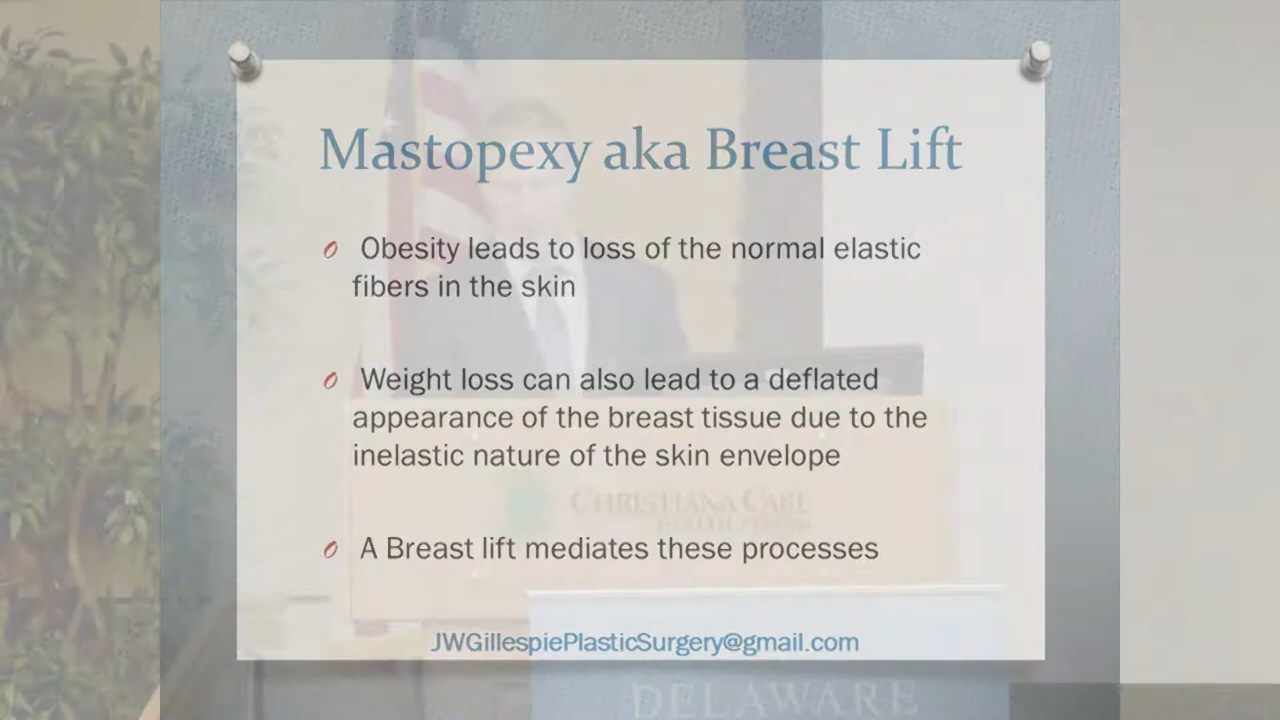 Mastopexy aka Breast Lift
Obesity leads to loss of the normal elastic
fibers in the skin
Weight loss can also lead to a deflated
appearance of the breast tissue due to the
inelastic nature of the skin envelope
CHRISTIANA CARE
A Breast lift mediates these processes
JWGillespiePlasticSurgery@gmail.com
DELAWARE